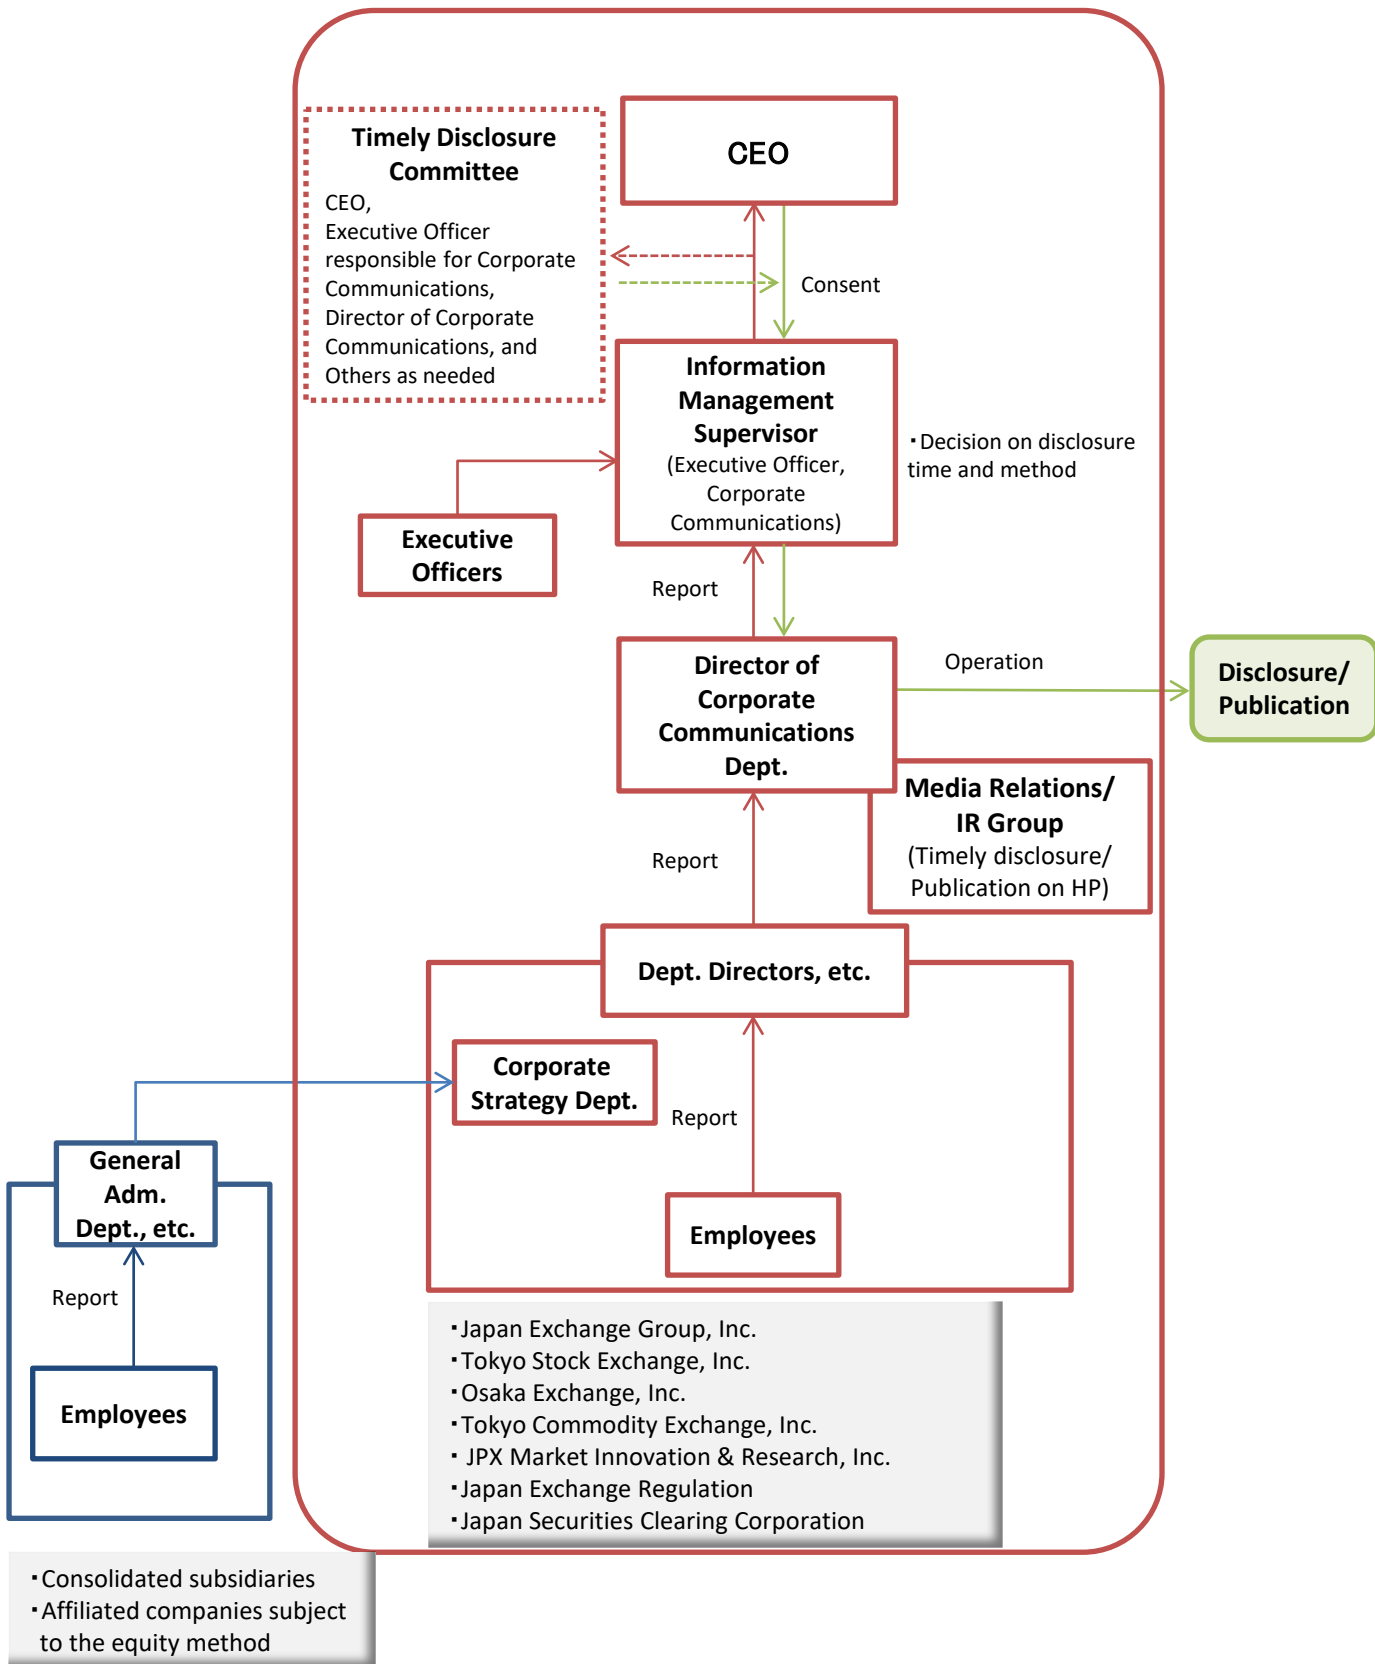 Timely Disclosure
Committee
CEO,
Executive Officer
responsible for Corporate
Communications,
Director of Corporate
Communications, and
Others as needed
CEO
Consent
Information
Management
Supervisor
(Executive Officer,
Corporate
Communications)
・Decision on disclosure
time and method
Executive
Officers
Report
Director of
Corporate
Communications
Dept.
Operation
Disclosure/
Publication
Media Relations/
IR Group
(Timely disclosure/
Publication on HP)
Report
Dept. Directors, etc.
Corporate
Strategy Dept.
Report
Employees
General
Adm.
Dept., etc.
Report
Employees
・Japan Exchange Group, Inc.
・Tokyo Stock Exchange, Inc.
・Osaka Exchange, Inc.
・Tokyo Commodity Exchange, Inc.
・ JPX Market Innovation & Research, Inc.
・Japan Exchange Regulation
・Japan Securities Clearing Corporation
・Consolidated subsidiaries
・Affiliated companies subject
to the equity method